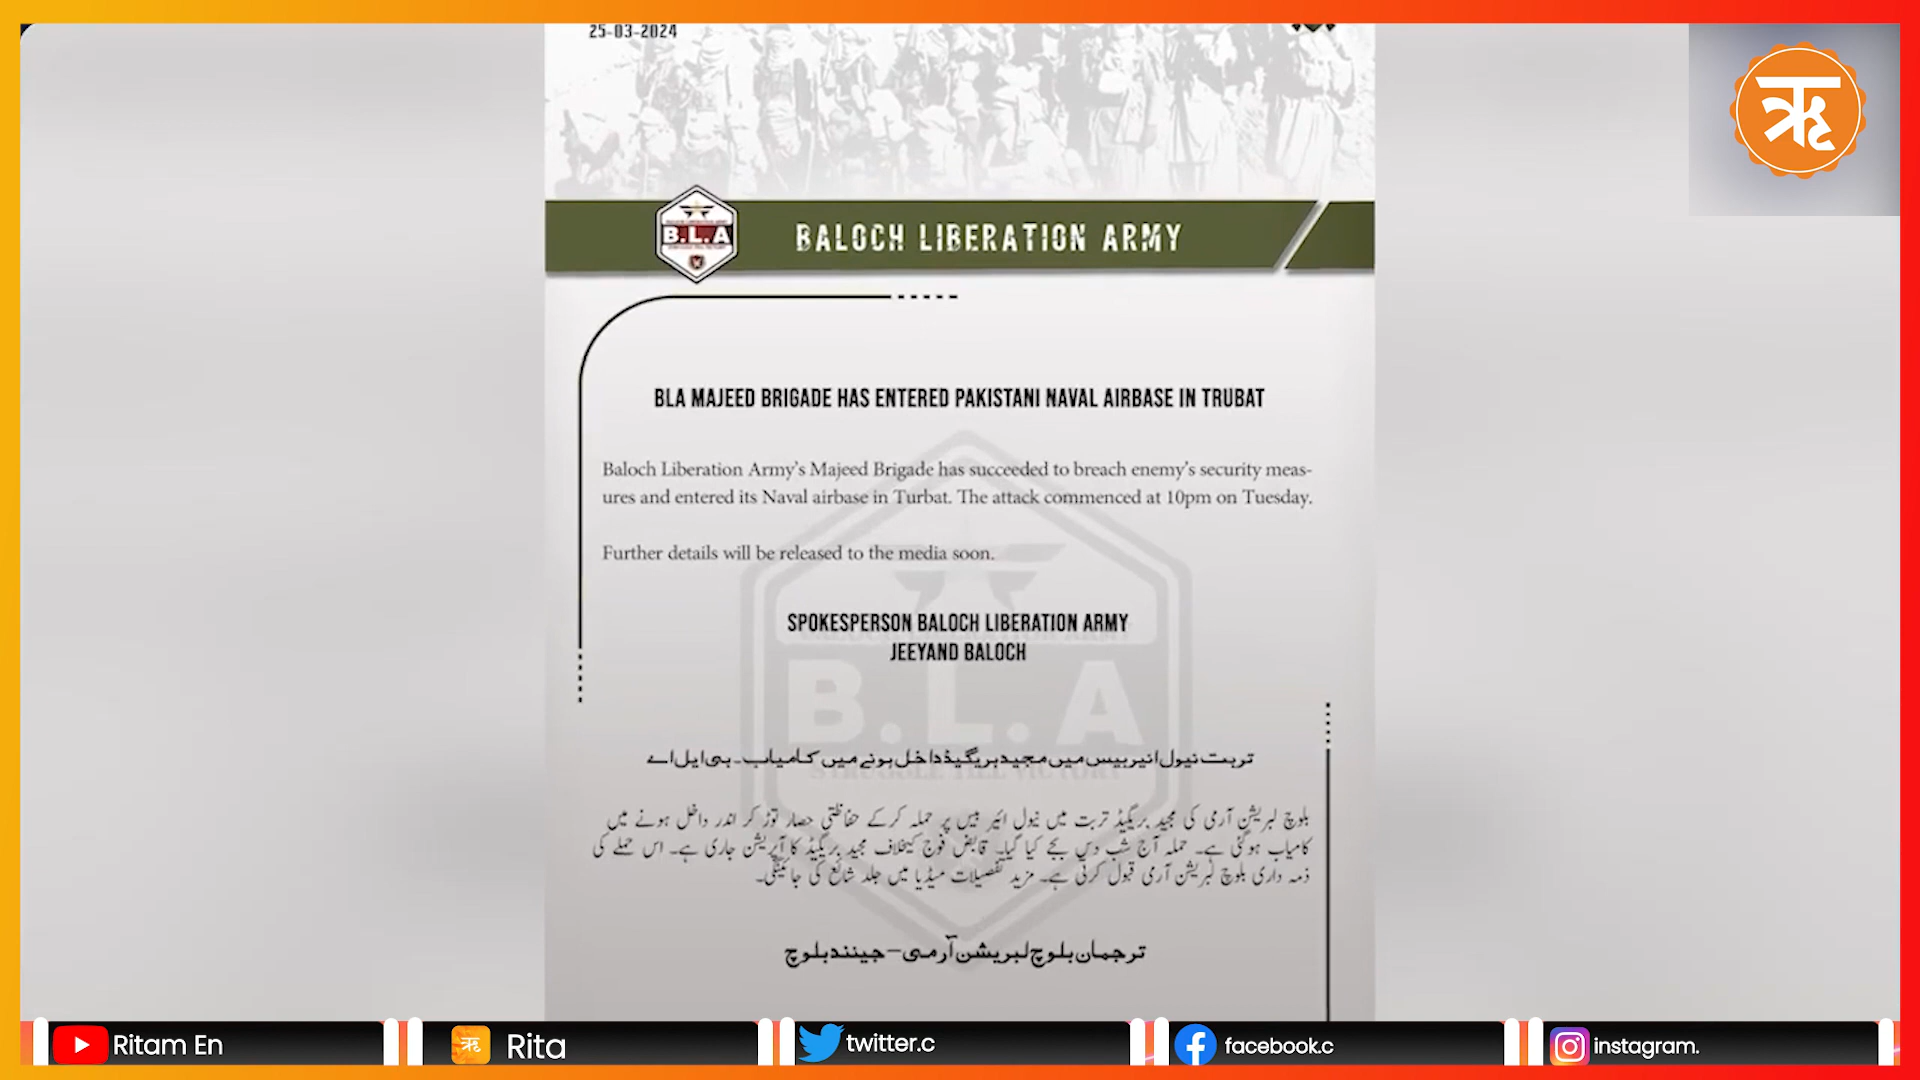 25-03-2024
ऋ
B.L.A
BALOCH LIBERATION ARMY
BLA MAJEED BRIGADE HAS ENTERED PAKISTANI NAVAL AIRBASE IN TRUBAT
Baloch Liberation Army's Majeed Brigade has succeeded to breach enemy's security meas-
ures and entered its Naval airbase in Turbat. The attack commenced at 10pm on Tuesday.
Further details will be released to the media soon.
SPOKESPERSON BALOCH LIBERATION ARMY
JEEYAND BALOCH
B.L.A
STRUGGLE TILL VICTORY
تربت نیول ائیر بیس میں مجید بریگیڈ داخل ہونے میں کامیاب۔ بی ایل اے
بلوچ لبریشن آرمی کی مجید بریگیڈ تربت میں نیول ائیر بیس پر حملہ کرکے حفاظتی حصار توڑ کر اندر داخل ہونے میں
کامیاب ہوگئی ہے۔ حملہ آج شب دس بجے کیا گیا۔ قابض فوج کیخلاف مجید بریگیڈ کا آپریشن جاری ہے۔ اس حملے کی
ذمہ داری بلوچ لبریشن آرمی قبول کرتی ہے۔ مزید تفصیلات میڈیا میں جلد شائع کی جائینگی۔
ترجمان بلوچ لبریشن آرمی – جیئند بلوچ
Ritam En
ऋ
Rita
twitter.c
facebook.c
instagram.